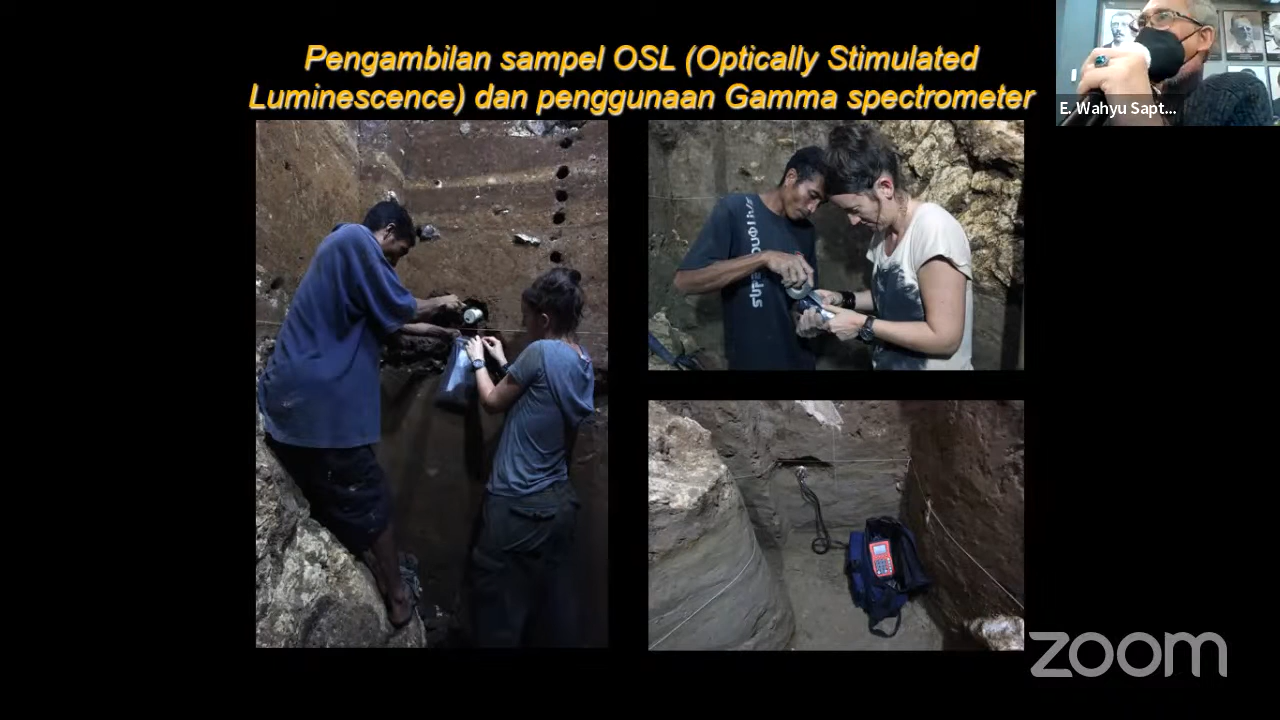 Pengambilan sampel OSL (Optically Stimulated
Luminescence) dan penggunaan Gamma spectrometer
E. Wahyu Sapt...
zoom